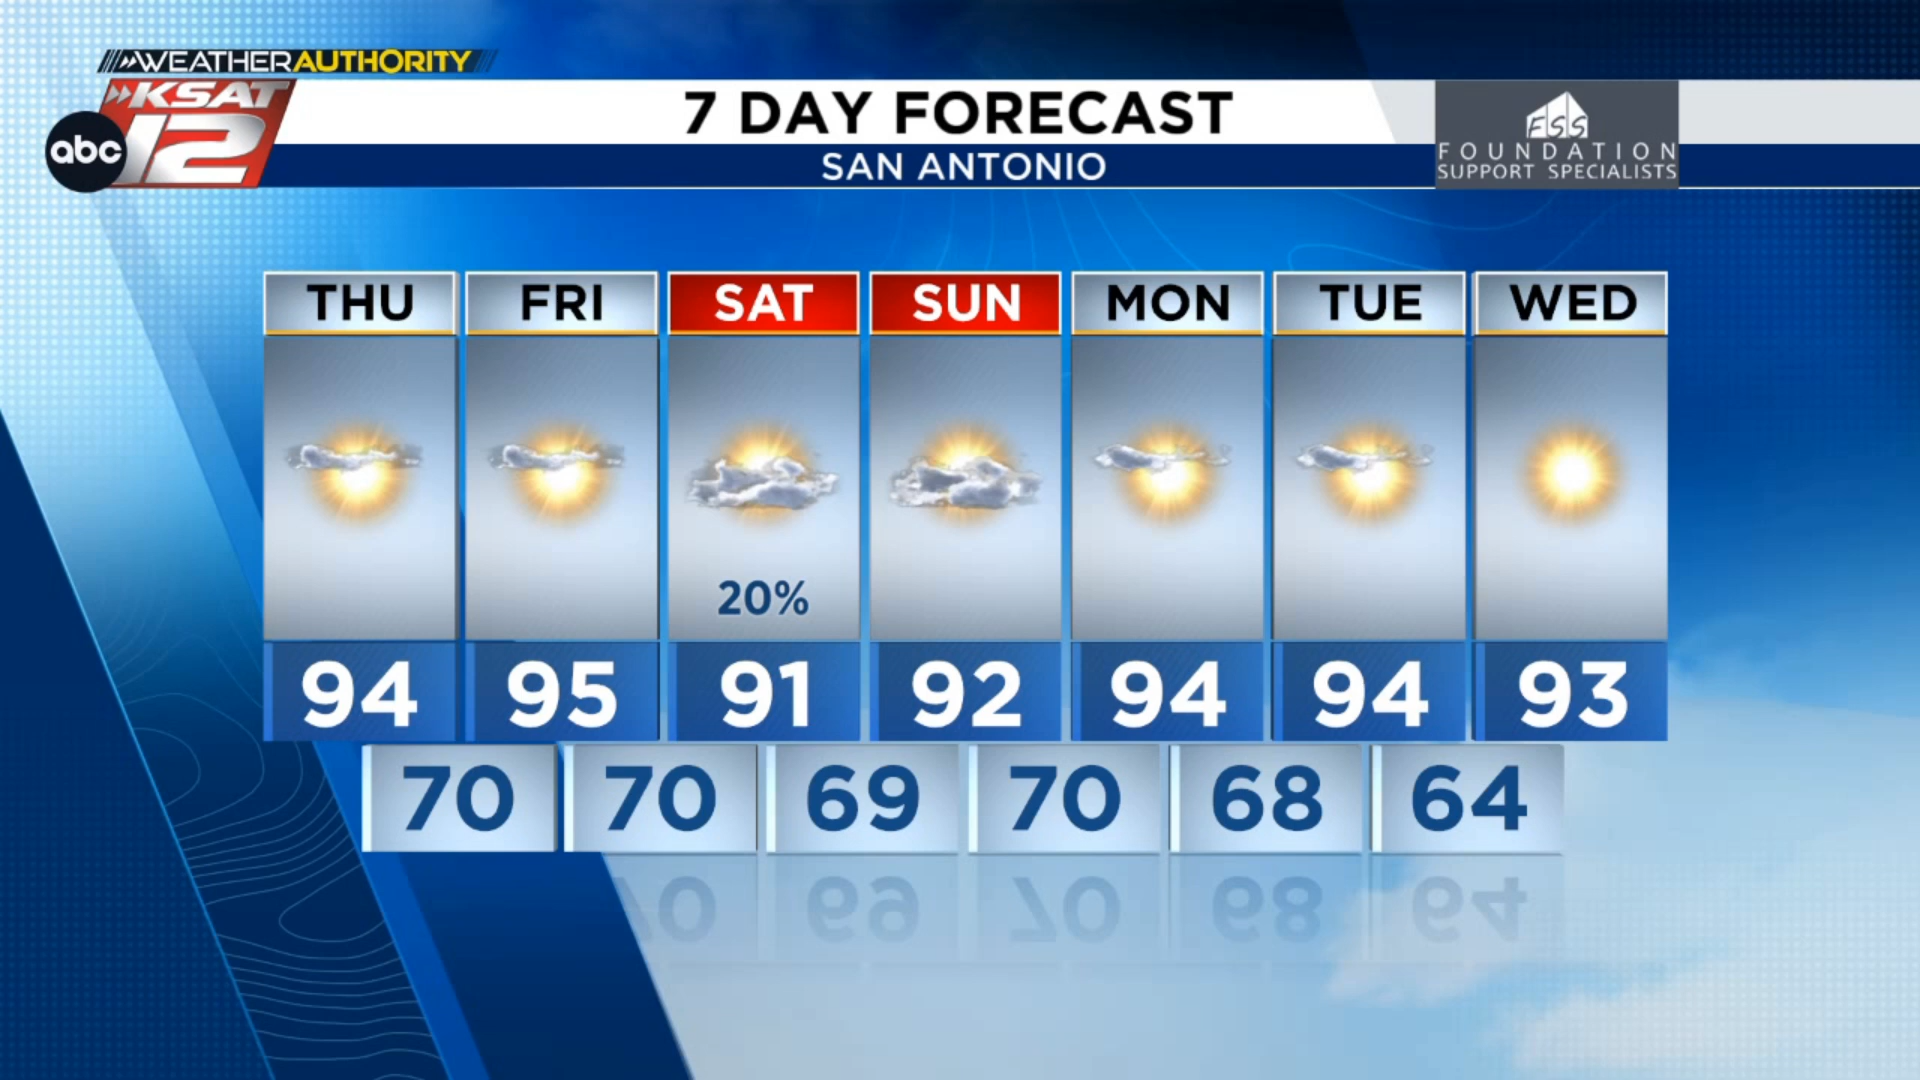 WEATHERAUTHORITY
KSAT
12
abc
7 DAY FORECAST
SAN ANTONIO
FSS
FOUNDATION
SUPPORT SPECIALISTS
THU FRI SAT SUN MON TUE WED
20%
94 95 91 92 94 94 93
70 70 69 70 68 64